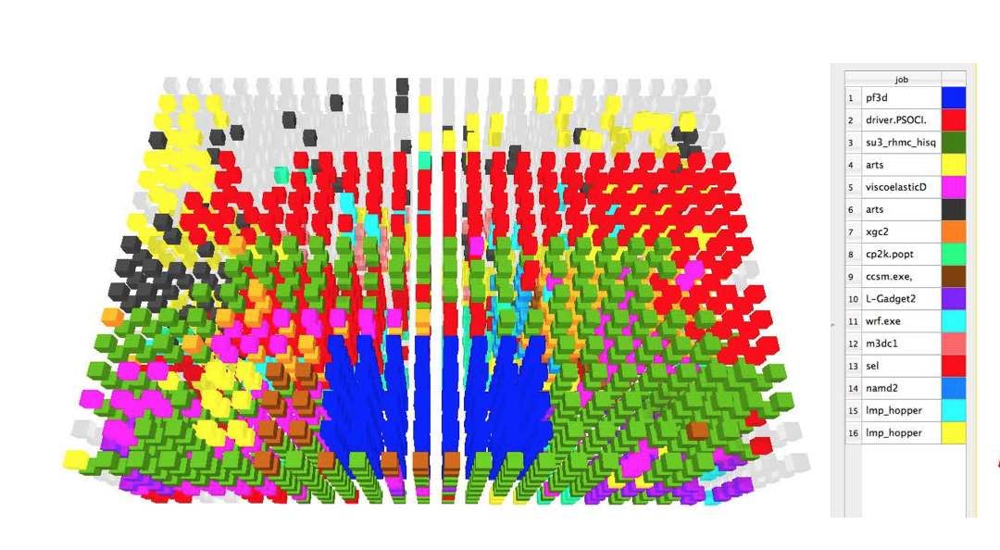 job
1 pf3d
2 driver.PSOCI.
3 su3_rhmc_hisq
4 arts
5 viscoelasticD
6 arts
7 xgc2
8 cp2k.popt
9 ccsm.exe,
10 L-Gadget2
11 wrf.exe
12 m3dc1
13 sel
14 namd2
15 lmp_hopper
16 lmp_hopper